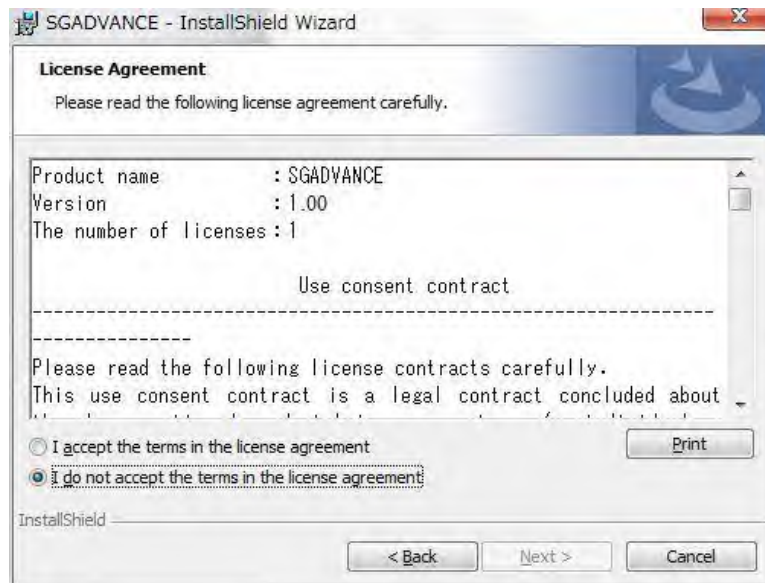 SGADVANCE - InstallShield Wizard
License Agreement
Please read the following license agreement carefully.
Product name : SGADVANCE
Version : 1.00
The number of licenses : 1
Use consent contract
--------------------------------------------------------------------
---------------
Please read the following license contracts carefully.
This use consent contract is a legal contract concluded about
I accept the terms in the license agreement
Print
I do not accept the terms in the license agreement
InstallShield
< Back
Next >
Cancel